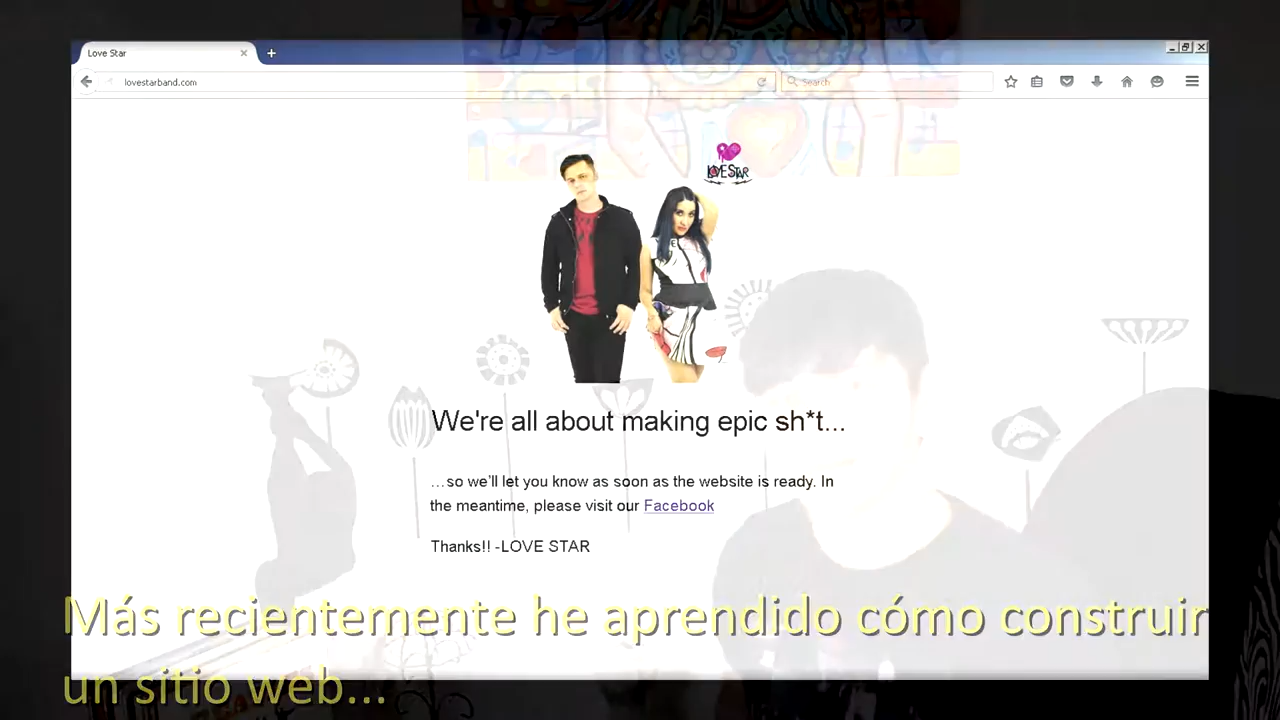 Love Star
lovestarband.com
Search
LOVE STAR
We're all about making epic sh*t...
...so we'll let you know as soon as the website is ready. In
the meantime, please visit our Facebook
Thanks!! -LOVE STAR
Más recientemente he aprendido cómo construir
un sitio web...